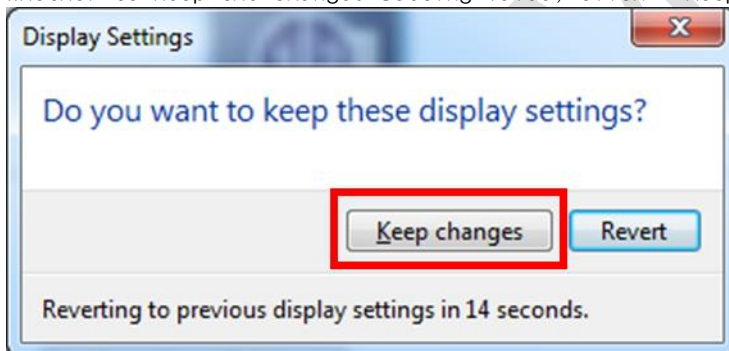 Display Settings
Do you want to keep these display settings?
Keep changes
Revert
Reverting to previous display settings in 14 seconds.